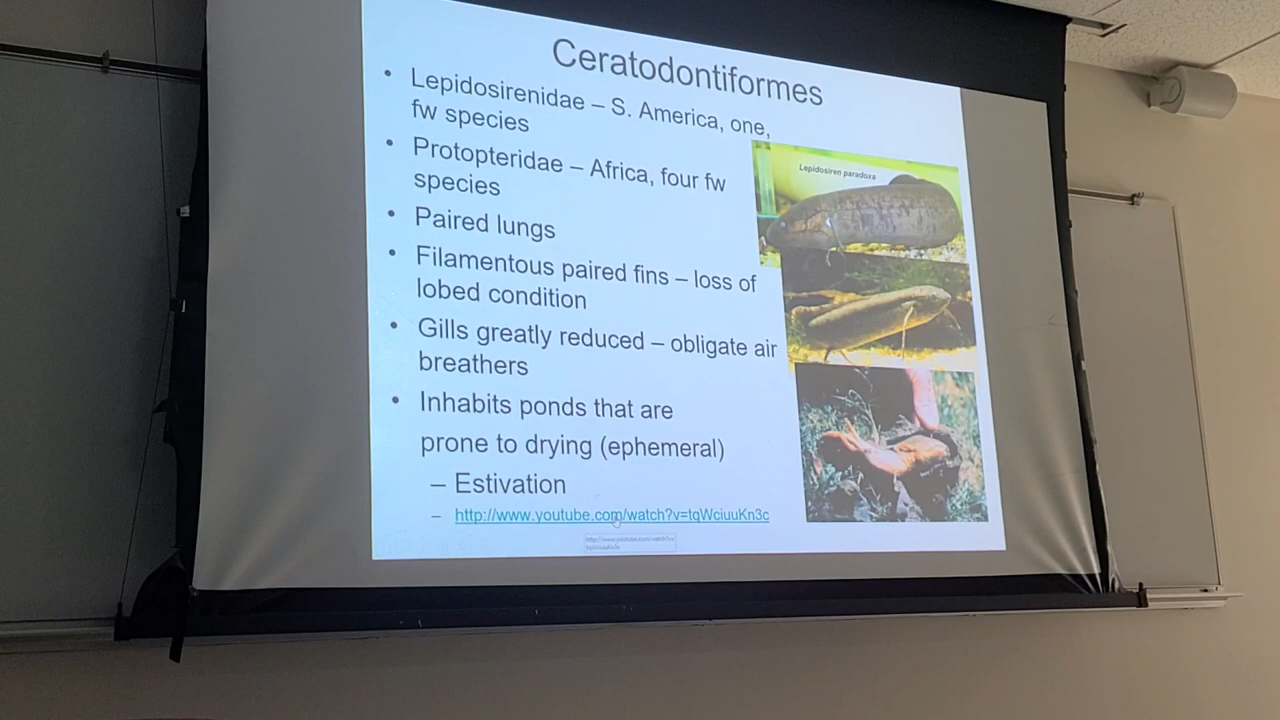 Ceratodontiformes
• Lepidosirenidae – S. America, one,
fw species
• Protopteridae – Africa, four fw
species
• Paired lungs
• Filamentous paired fins – loss of
lobed condition
• Gills greatly reduced – obligate air
breathers
• Inhabits ponds that are
prone to drying (ephemeral)
– Estivation
– http://www.youtube.com/watch?v=tqWciuuKn3c
Lepidosiren paradoxa